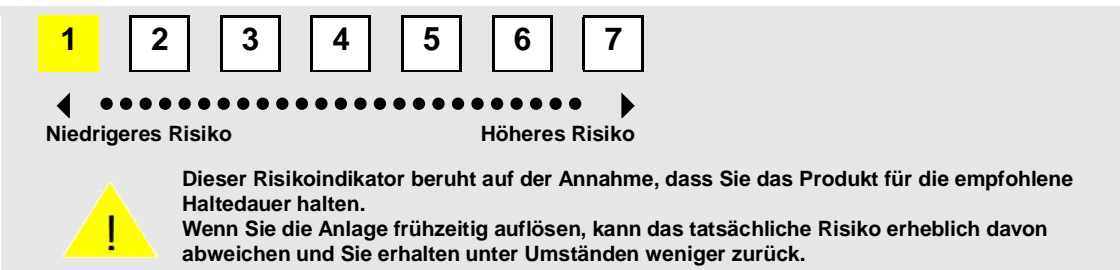 1 2 3 4 5 6 7
Niedrigeres Risiko Höheres Risiko
Dieser Risikoindikator beruht auf der Annahme, dass Sie das Produkt für die empfohlene
Haltedauer halten.
! Wenn Sie die Anlage frühzeitig auflösen, kann das tatsächliche Risiko erheblich davon
abweichen und Sie erhalten unter Umständen weniger zurück.